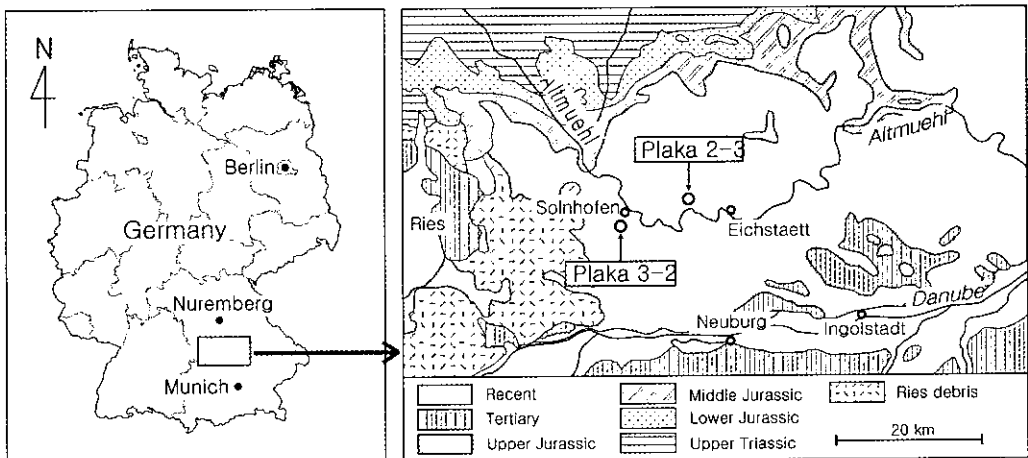 N
Berlin
Germany
Nuremberg
Munich
Altmuehl
Altmuehl
Plaka 2-3
Solnhofen
Ries
Eichstaett
Plaka 3-2
Danube
Neuburg
Ingolstadt
Recent
Middle Jurassic
Ries debris
Tertiary
Lower Jurassic
Upper Jurassic
Upper Triassic
20 km